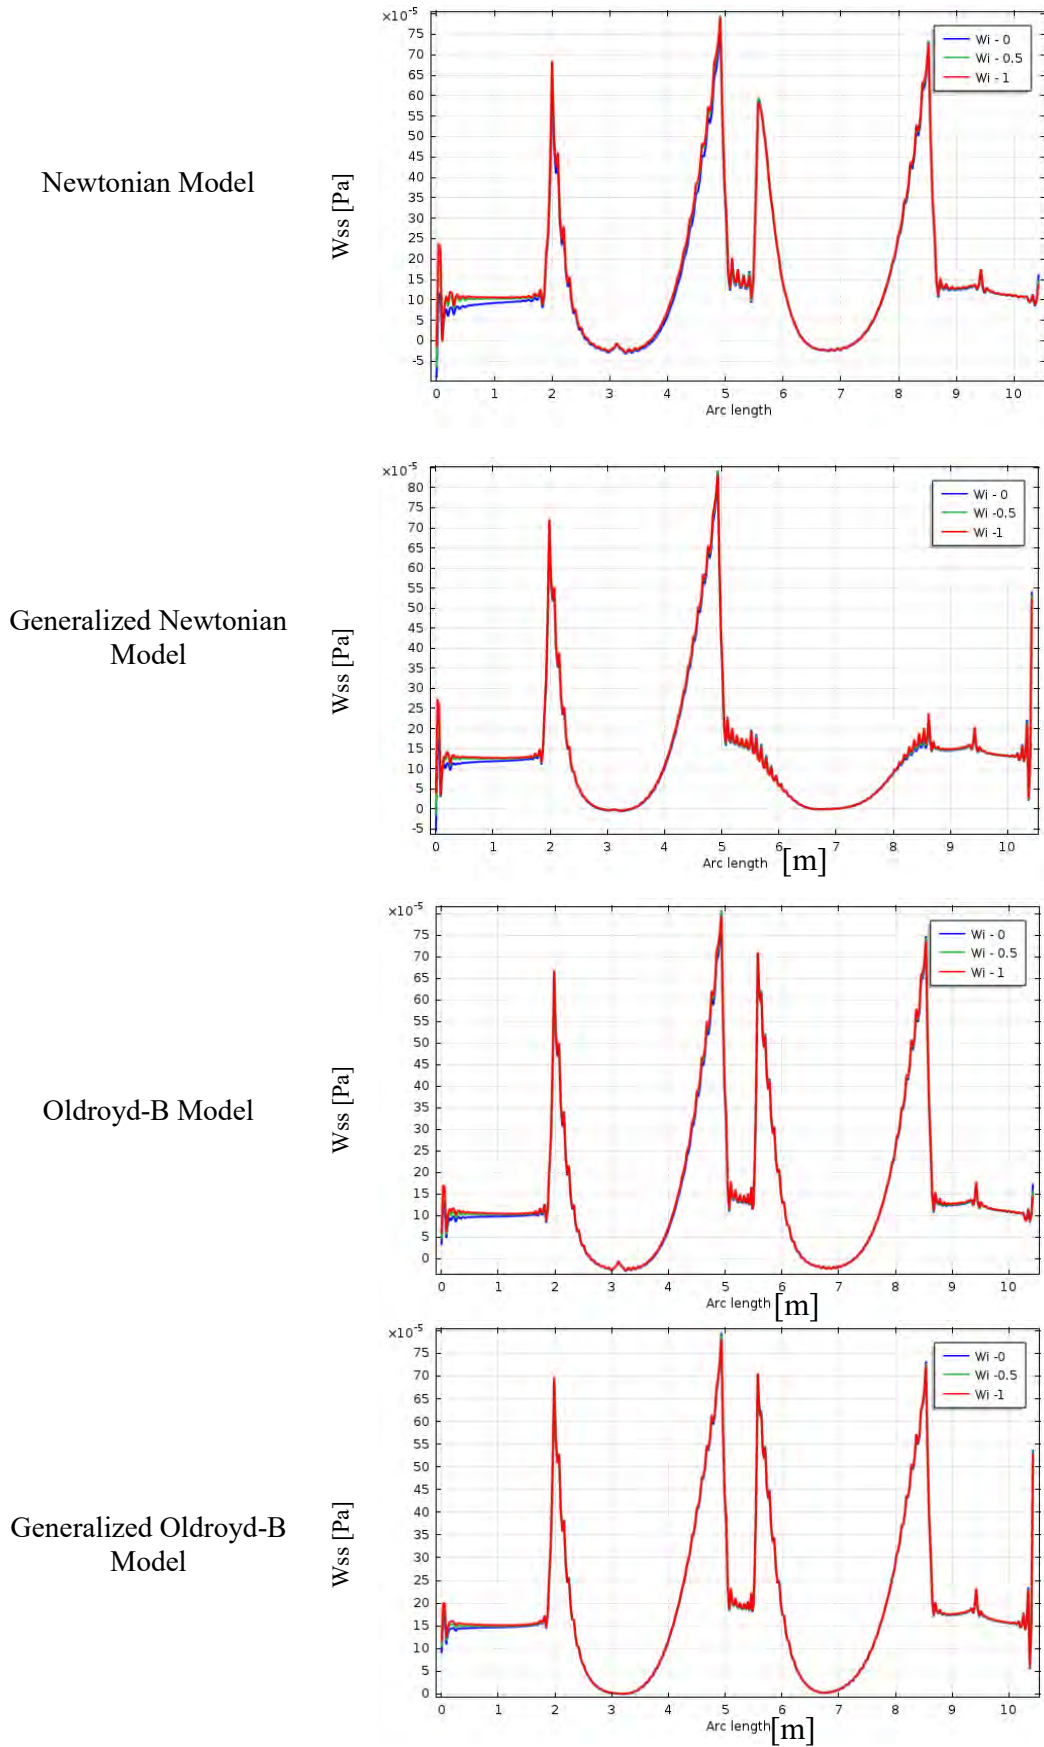 ×10⁻⁵
75
70
65
60
55
50
45
40
35
30
25
20
15
10
5
0
-5
Wi - 0
Wi - 0.5
Wi - 1
Newtonian Model
Wss [Pa]
0 1 2 3 4 5 6 7 8 9 10
Arc length
×10⁻⁵
80
75
70
65
60
55
50
45
40
35
30
25
20
15
10
5
0
-5
Wi - 0
Wi -0.5
Wi -1
Generalized Newtonian
Model
Wss [Pa]
0 1 2 3 4 5 6 7 8 9 10
Arc length [m]
×10⁻⁵
75
70
65
60
55
50
45
40
35
30
25
20
15
10
5
0
Wi - 0
Wi - 0.5
Wi - 1
Oldroyd-B Model
Wss [Pa]
0 1 2 3 4 5 6 7 8 9 10
Arc length [m]
×10⁻⁵
75
70
65
60
55
50
45
40
35
30
25
20
15
10
5
0
Wi -0
Wi -0.5
Wi -1
Generalized Oldroyd-B
Model
Wss [Pa]
0 1 2 3 4 5 6 7 8 9 10
Arc length [m]